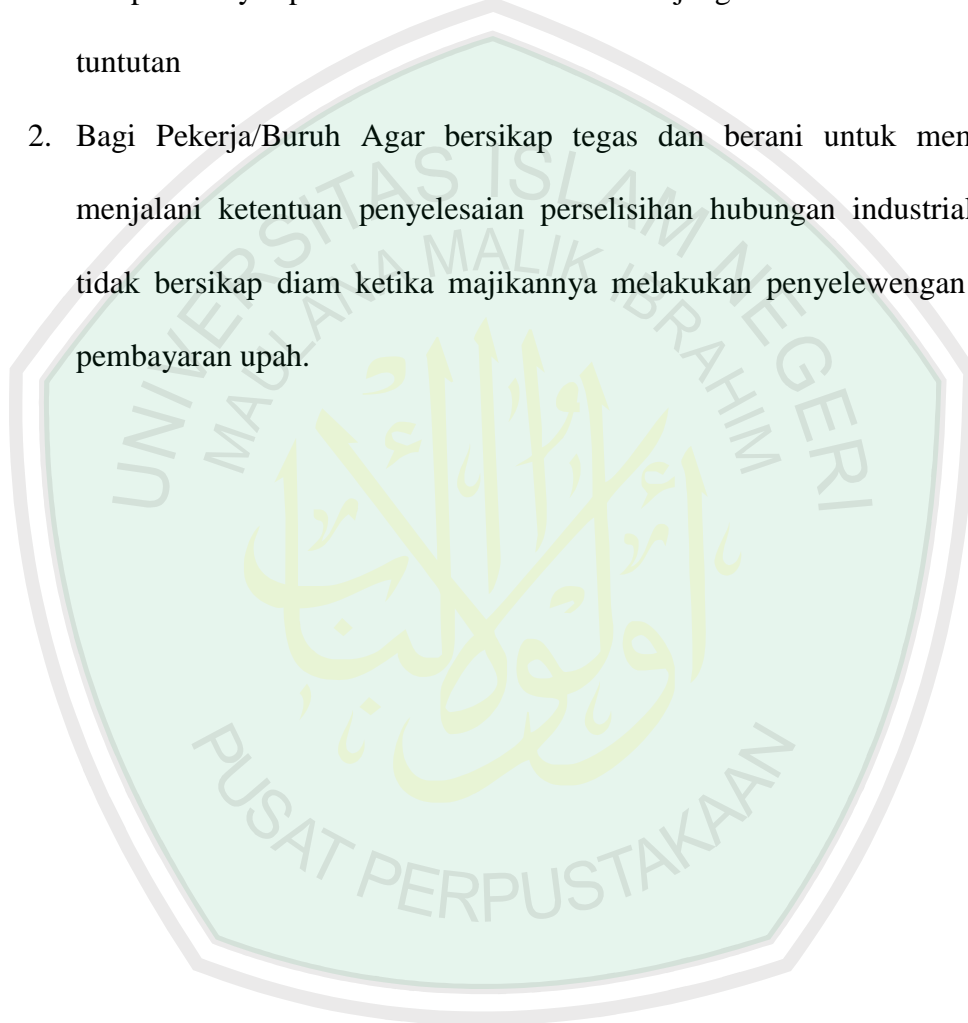 tuntutan
2. Bagi Pekerja/Buruh Agar bersikap tegas dan berani untuk men
menjalani ketentuan penyelesaian perselisihan hubungan industrial
tidak bersikap diam ketika majikannya melakukan penyelewengan
pembayaran upah.
UNIVERSITAS ISLAM NEGERI
MAULANA MALIK IBRAHIM
PUSAT PERPUSTAKAAN